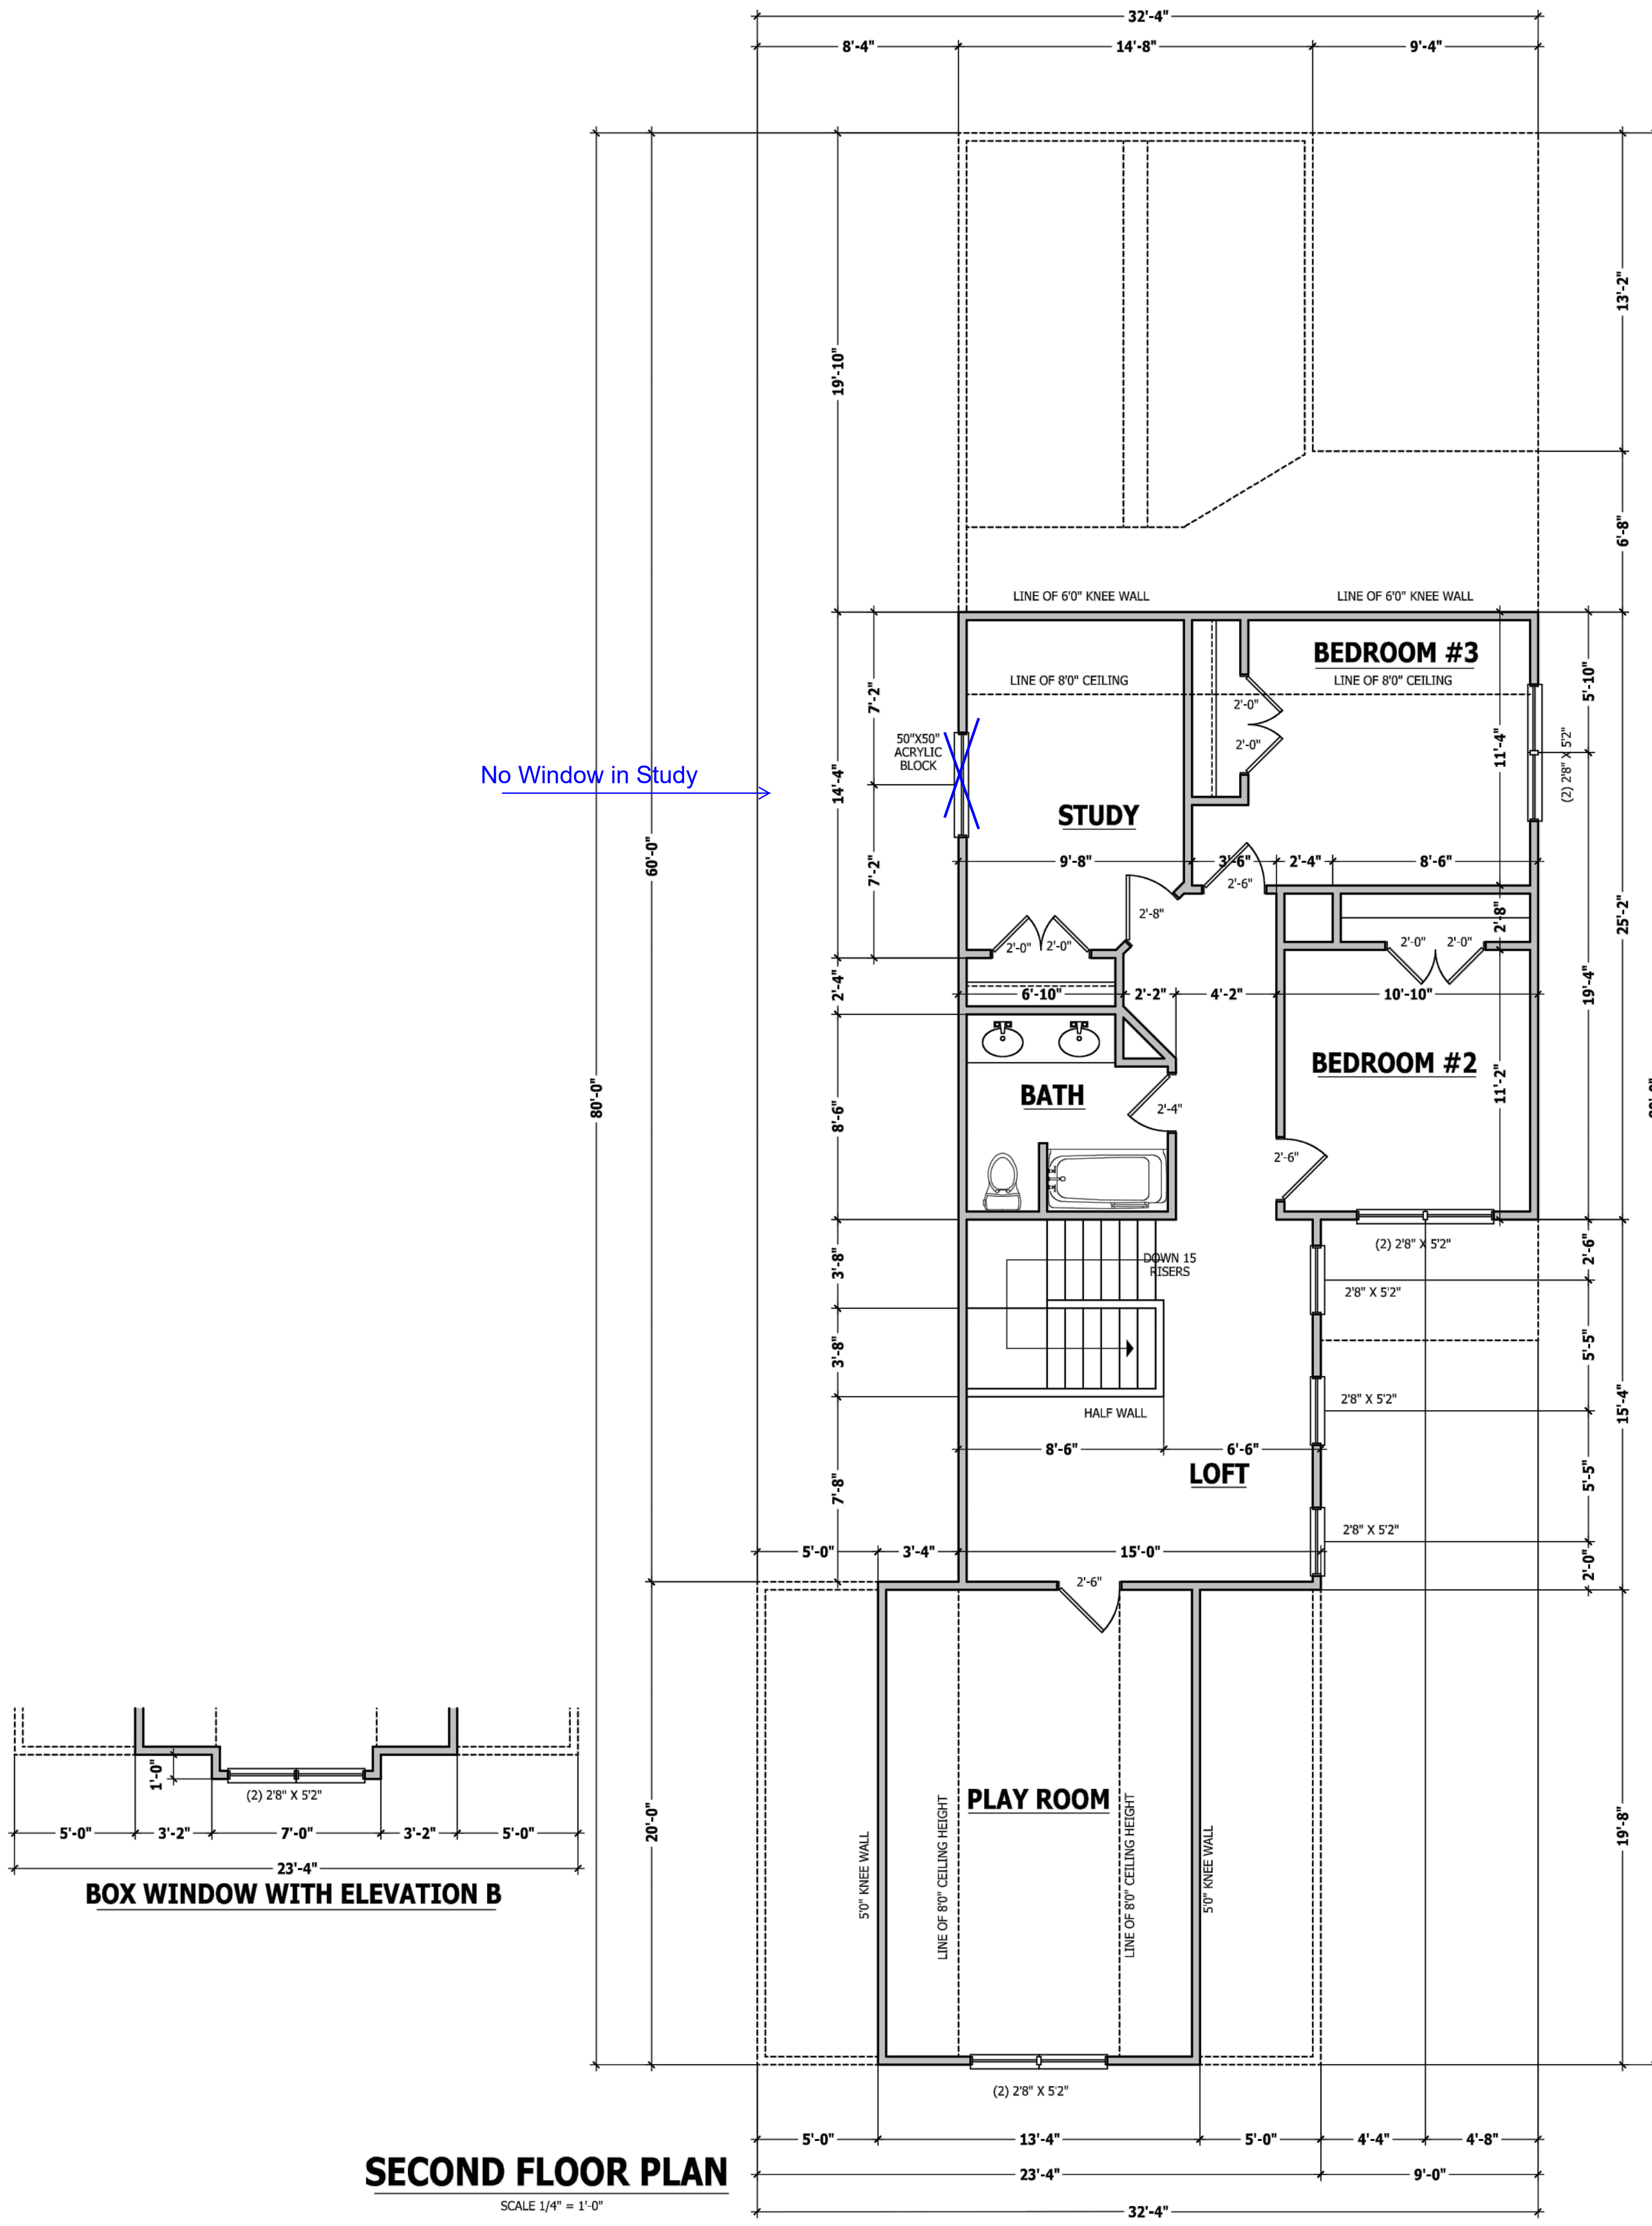 32'-4"
8'-4" 14'-8" 9'-4"
13'-2"
19'-10"
6'-8"
LINE OF 6'0" KNEE WALL LINE OF 6'0" KNEE WALL
BEDROOM #3
LINE OF 8'0" CEILING LINE OF 8'0" CEILING
5'-10"
7'-2"
2'-0"
50"X50"
ACRYLIC
BLOCK
2'-0"
11'-4"
(2) 2'8" X 5'2"
No Window in Study
14'-4"
STUDY
60'-0"
7'-2"
9'-8" 3'-6" 2'-4" 8'-6"
2'-6"
2'-8"
2'-8"
25'-2"
2'-0" 2'-0" 2'-0" 2'-0"
2'-4"
19'-4"
6'-10" 2'-2" 4'-2" 10'-10"
BEDROOM #2
80'-0"
11'-2"
BATH
8'-6"
2'-4"
2'-6"
(2) 2'8" X 5'2"
2'-6"
3'-8"
DOWN 15
RISERS
2'8" X 5'2"
3'-8"
5'-5"
2'8" X 5'2"
15'-4"
HALF WALL
8'-6" 6'-6"
LOFT
7'-8"
5'-5"
2'8" X 5'2"
5'-0" 3'-4" 15'-0"
2'-0"
2'-6"
PLAY ROOM
1'-0"
(2) 2'8" X 5'2"
20'-0"
19'-8"
5'-0" 3'-2" 7'-0" 3'-2" 5'-0"
23'-4"
BOX WINDOW WITH ELEVATION B
5'0" KNEE WALL
LINE OF 8'0" CEILING HEIGHT
LINE OF 8'0" CEILING HEIGHT
5'0" KNEE WALL
(2) 2'8" X 5'2"
5'-0" 13'-4" 5'-0" 4'-4" 4'-8"
SECOND FLOOR PLAN
23'-4" 9'-0"
SCALE 1/4" = 1'-0"
32'-4"